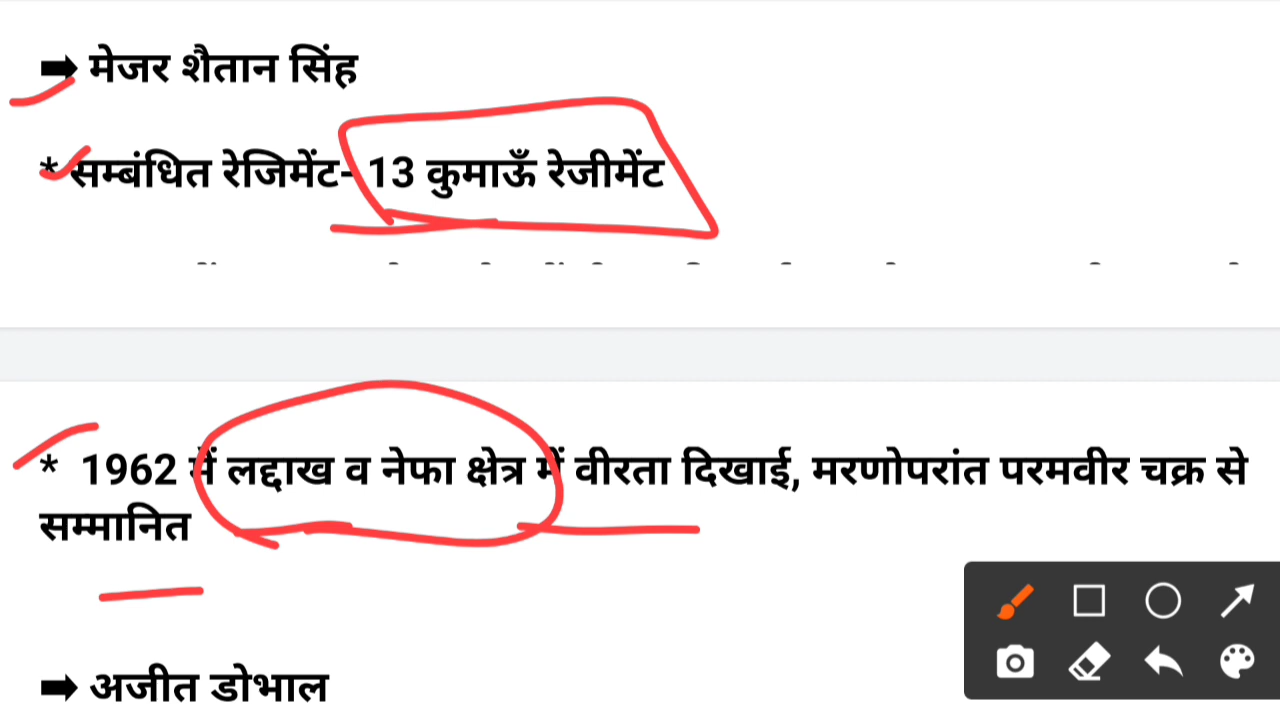 ➡ मेजर शैतान सिंह
* सम्बंधित रेजिमेंट- 13 कुमाऊँ रेजीमेंट
* 1962 में लद्दाख व नेफा क्षेत्र में वीरता दिखाई, मरणोपरांत परमवीर चक्र से
सम्मानित
➡ अजीत डोभाल